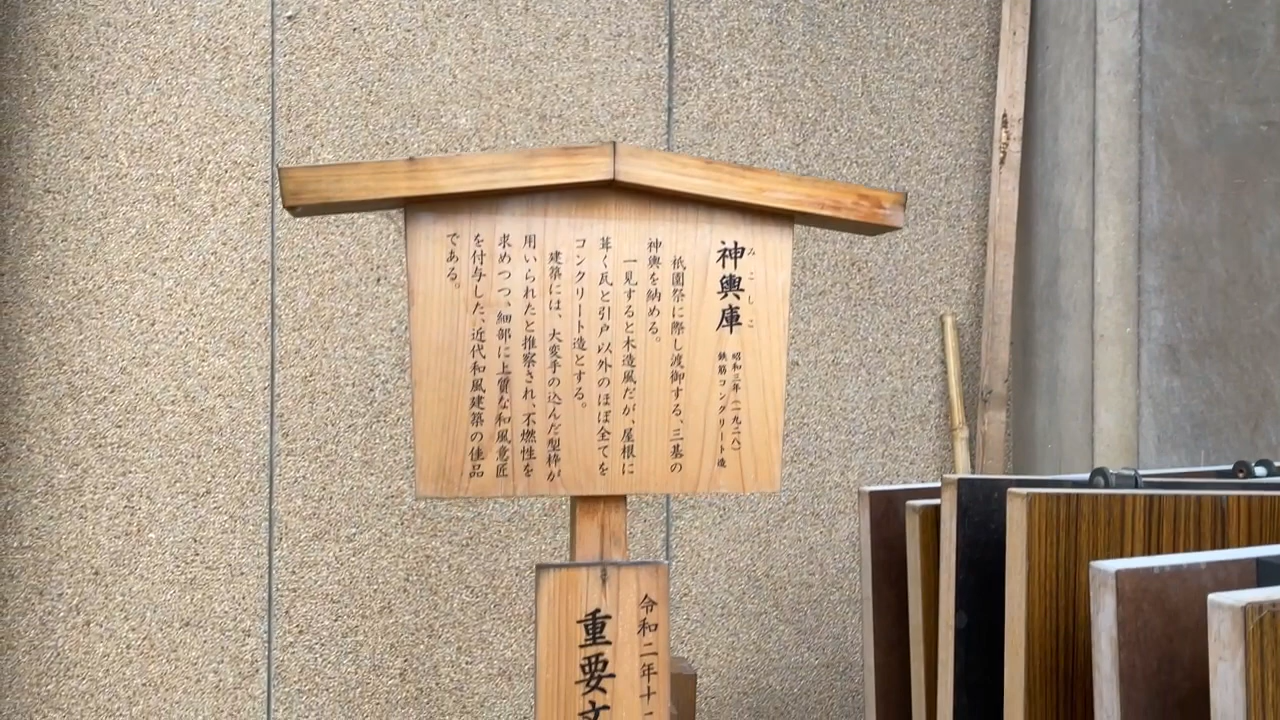 神輿庫
みこしこ
昭和三年（一九二八）
鉄筋コンクリート造
祇園祭に際し渡御する、三基の
神輿を納める。
一見すると木造風だが、屋根に
葺く瓦と引戸以外のほぼ全てを
コンクリート造とする。
建築には、大変手の込んだ型枠が
用いられたと推察され、不燃性を
求めつつ、細部に上質な和風意匠
を付与した、近代和風建築の佳品
である。
令和二年十
重要文